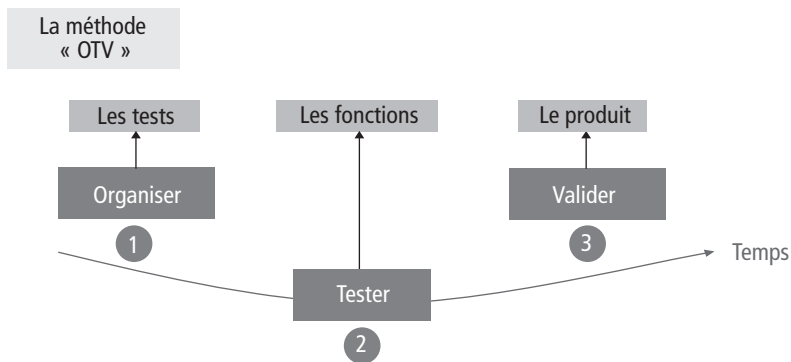 La méthode
« OTV »
Les tests
Les fonctions
Le produit
Organiser
Valider
1
3
Temps
Tester
2